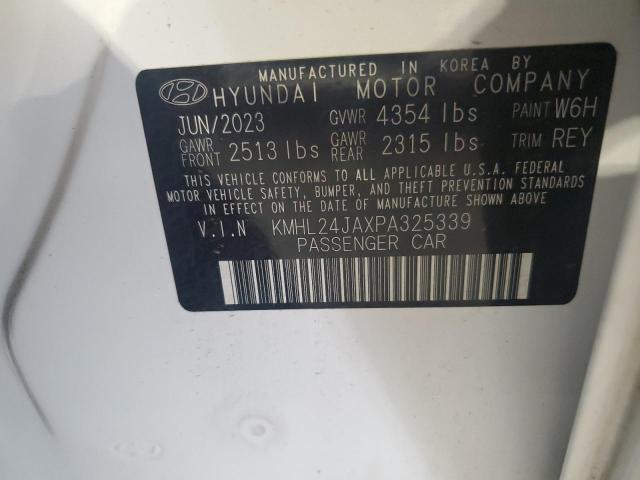 MANUFACTURED IN KOREA BY
HYUNDAI MOTOR COMPANY
JUN/2023 GVWR 4354 lbs PAINT W6H
GAWR FRONT 2513 lbs GAWR REAR 2315 lbs TRIM REY
THIS VEHICLE CONFORMS TO ALL APPLICABLE U.S.A. FEDERAL
MOTOR VEHICLE SAFETY, BUMPER, AND THEFT PREVENTION STANDARDS
IN EFFECT ON THE DATE OF MANUFACTURE SHOWN ABOVE
V.I.N KMHL24JAXPA325339
PASSENGER CAR